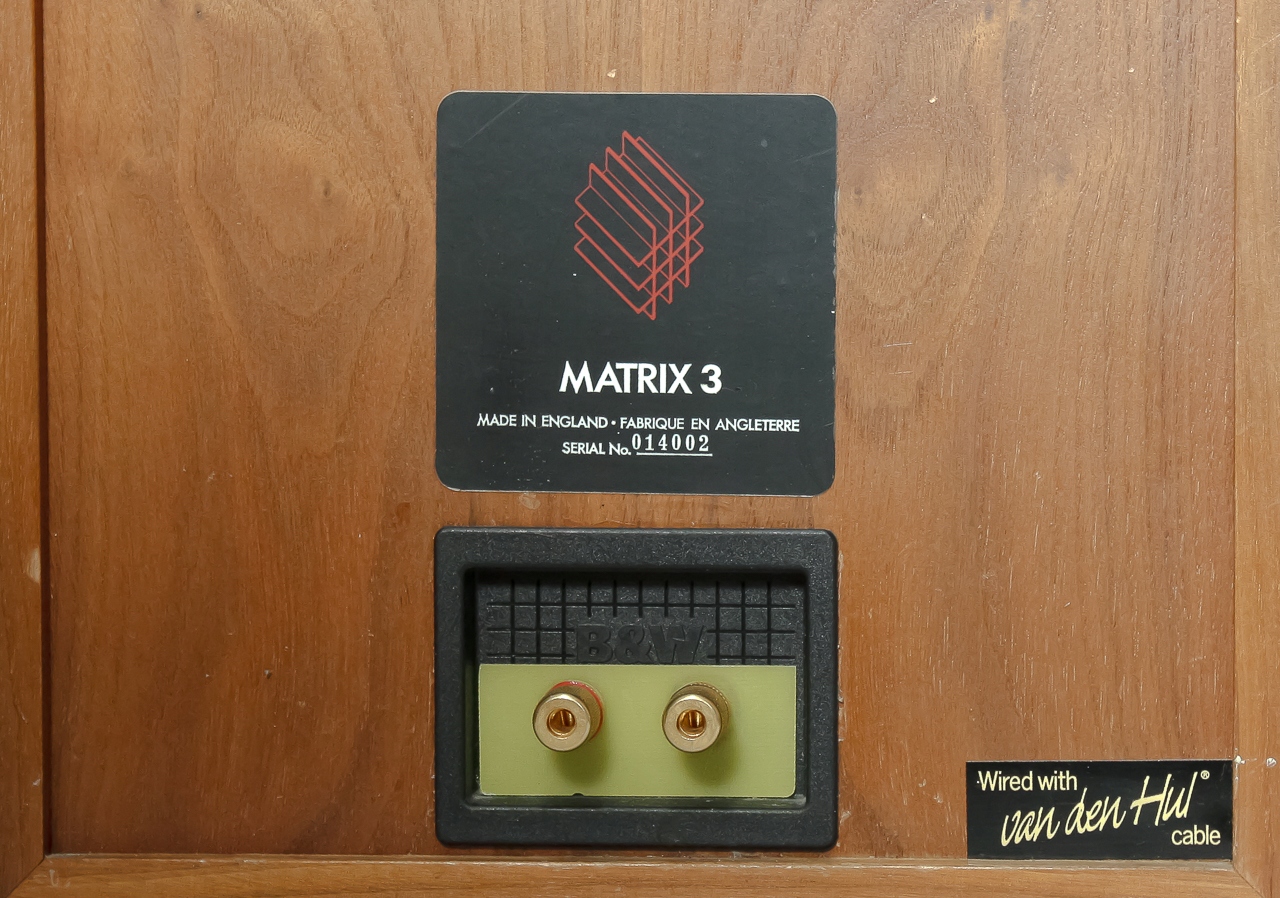 MATRIX 3
MADE IN ENGLAND • FABRIQUE EN ANGLETERRE
SERIAL No. 014002
B&W
Wired with
van den Hul®
cable